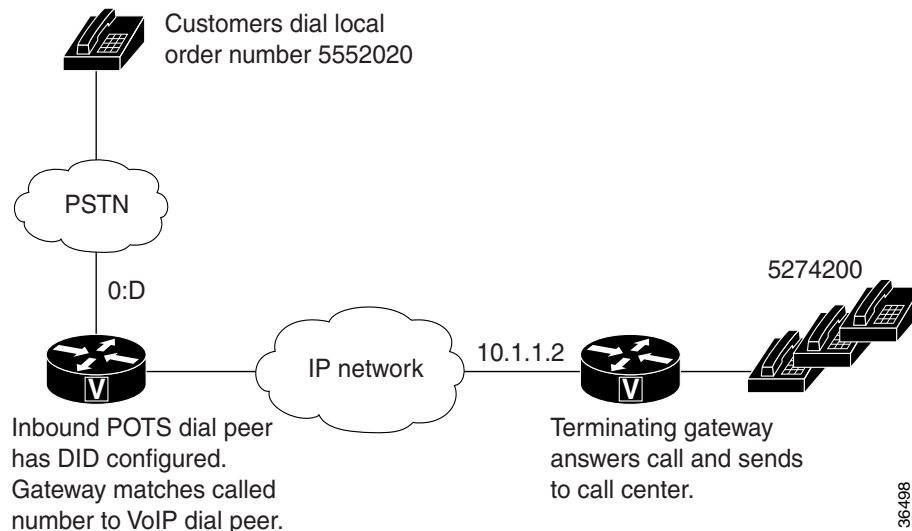 Customers dial local
order number 5552020
PSTN
0:D
5274200
IP network
10.1.1.2
V
V
Inbound POTS dial peer
has DID configured.
Gateway matches called
number to VoIP dial peer.
Terminating gateway
answers call and sends
to call center.
36498